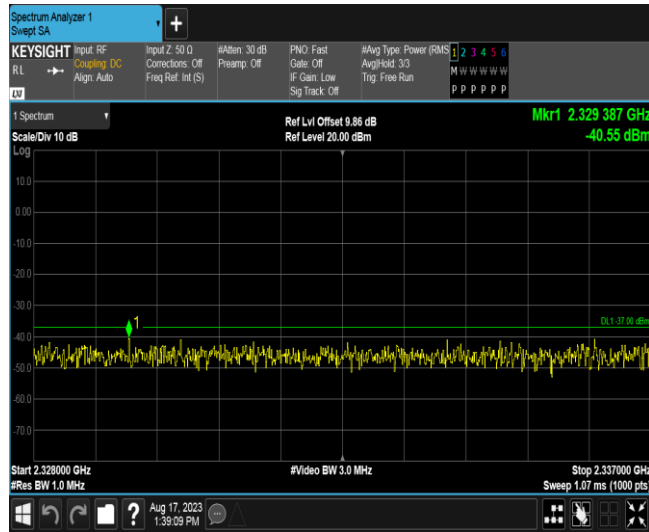 Spectrum Analyzer 1
Swept SA
+
KEYSIGHT
RL
LXI
Input: RF
Coupling: DC
Align: Auto
Input Z: 50 Ω
Corrections: Off
Freq Ref: Int (S)
#Atten: 30 dB
Preamp: Off
PNO: Fast
Gate: Off
IF Gain: Low
Sig Track: Off
#Avg Type: Power (RMS
Avg|Hold: 3/3
Trig: Free Run
1 2 3 4 5 6
M W W W W W
P P P P P P
1 Spectrum
Scale/Div 10 dB
Log
Ref Lvl Offset 9.86 dB
Ref Level 20.00 dBm
Mkr1 2.329 387 GHz
-40.55 dBm
10.0
0.00
-10.0
-20.0
-30.0
1
DL1 -37.00 dBm
-40.0
-50.0
-60.0
-70.0
Start 2.328000 GHz
#Video BW 3.0 MHz
Stop 2.337000 GHz
#Res BW 1.0 MHz
Sweep 1.07 ms (1000 pts)
?
Aug 17, 2023
1:39:09 PM